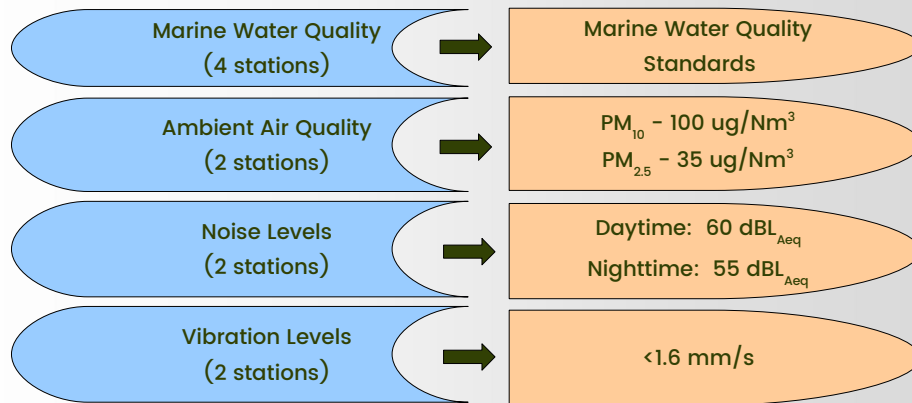 Marine Water Quality
(4 stations)
Marine Water Quality
Standards
Ambient Air Quality
(2 stations)
PM₁₀ - 100 ug/Nm³
PM₂.₅ - 35 ug/Nm³
Noise Levels
(2 stations)
Daytime: 60 dBL_Aeq
Nighttime: 55 dBL_Aeq
Vibration Levels
(2 stations)
<1.6 mm/s